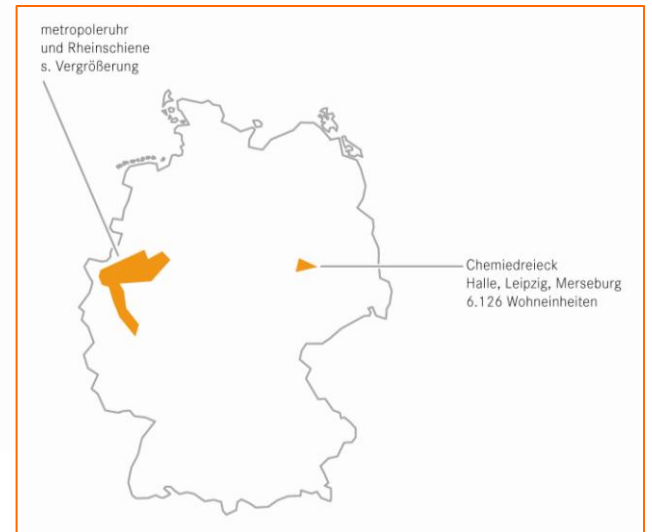 metropoleruhr
und Rheinschiene
s. Vergrößerung
Chemiedreieck
Halle, Leipzig, Merseburg
6.126 Wohneinheiten